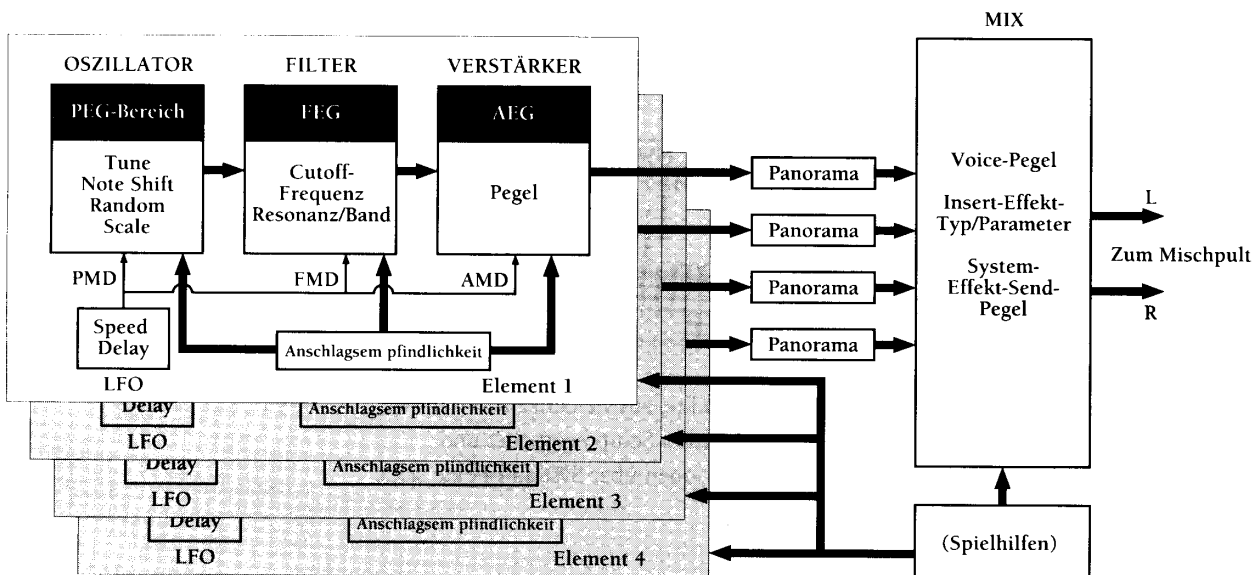 MIX
OSZILLATOR
FILTER
VERSTÄRKER
PEG-Bereich
FEG
AEG
Tune
Note Shift
Random
Scale
Cutoff-
Frequenz
Resonanz/Band
Pegel
PMD
FMD
AMD
Speed
Delay
LFO
Anschlagsem pfindlichkeit
Element 1
Delay
LFO
Anschlagsem pfindlichkeit
Element 2
Delay
LFO
Anschlagsem pfindlichkeit
Element 3
Delay
LFO
Anschlagsem pfindlichkeit
Element 4
Panorama
Panorama
Panorama
Panorama
Voice-Pegel
Insert-Effekt-
Typ/Parameter
System-
Effekt-Send-
Pegel
L
Zum Mischpult
R
(Spielhilfen)